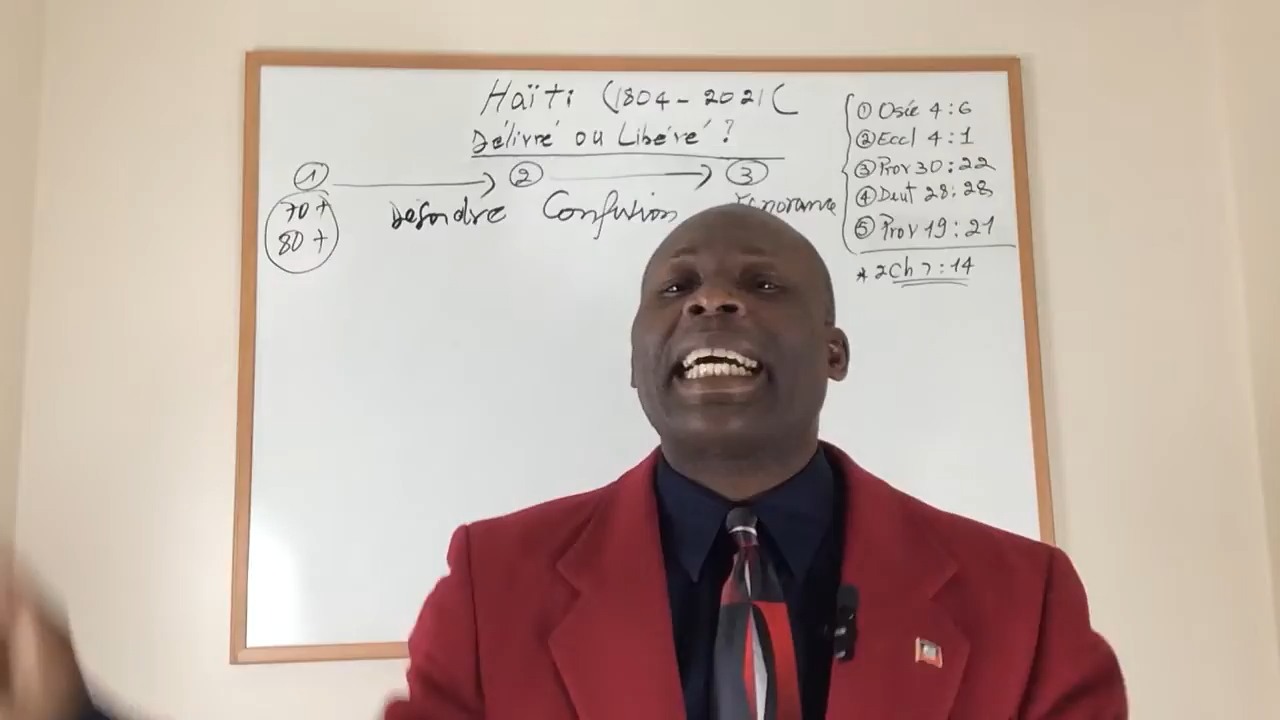 Haïti (1804-2021(
Délivré ou Libéré ?
① → ② → ③
70+
80+
Désordre Confusion Ignorance
① Osée 4:6
② Eccl 4:1
③ Prov 30:22
④ Deut 28:28
⑤ Prov 19:21
* 2Ch 7:14